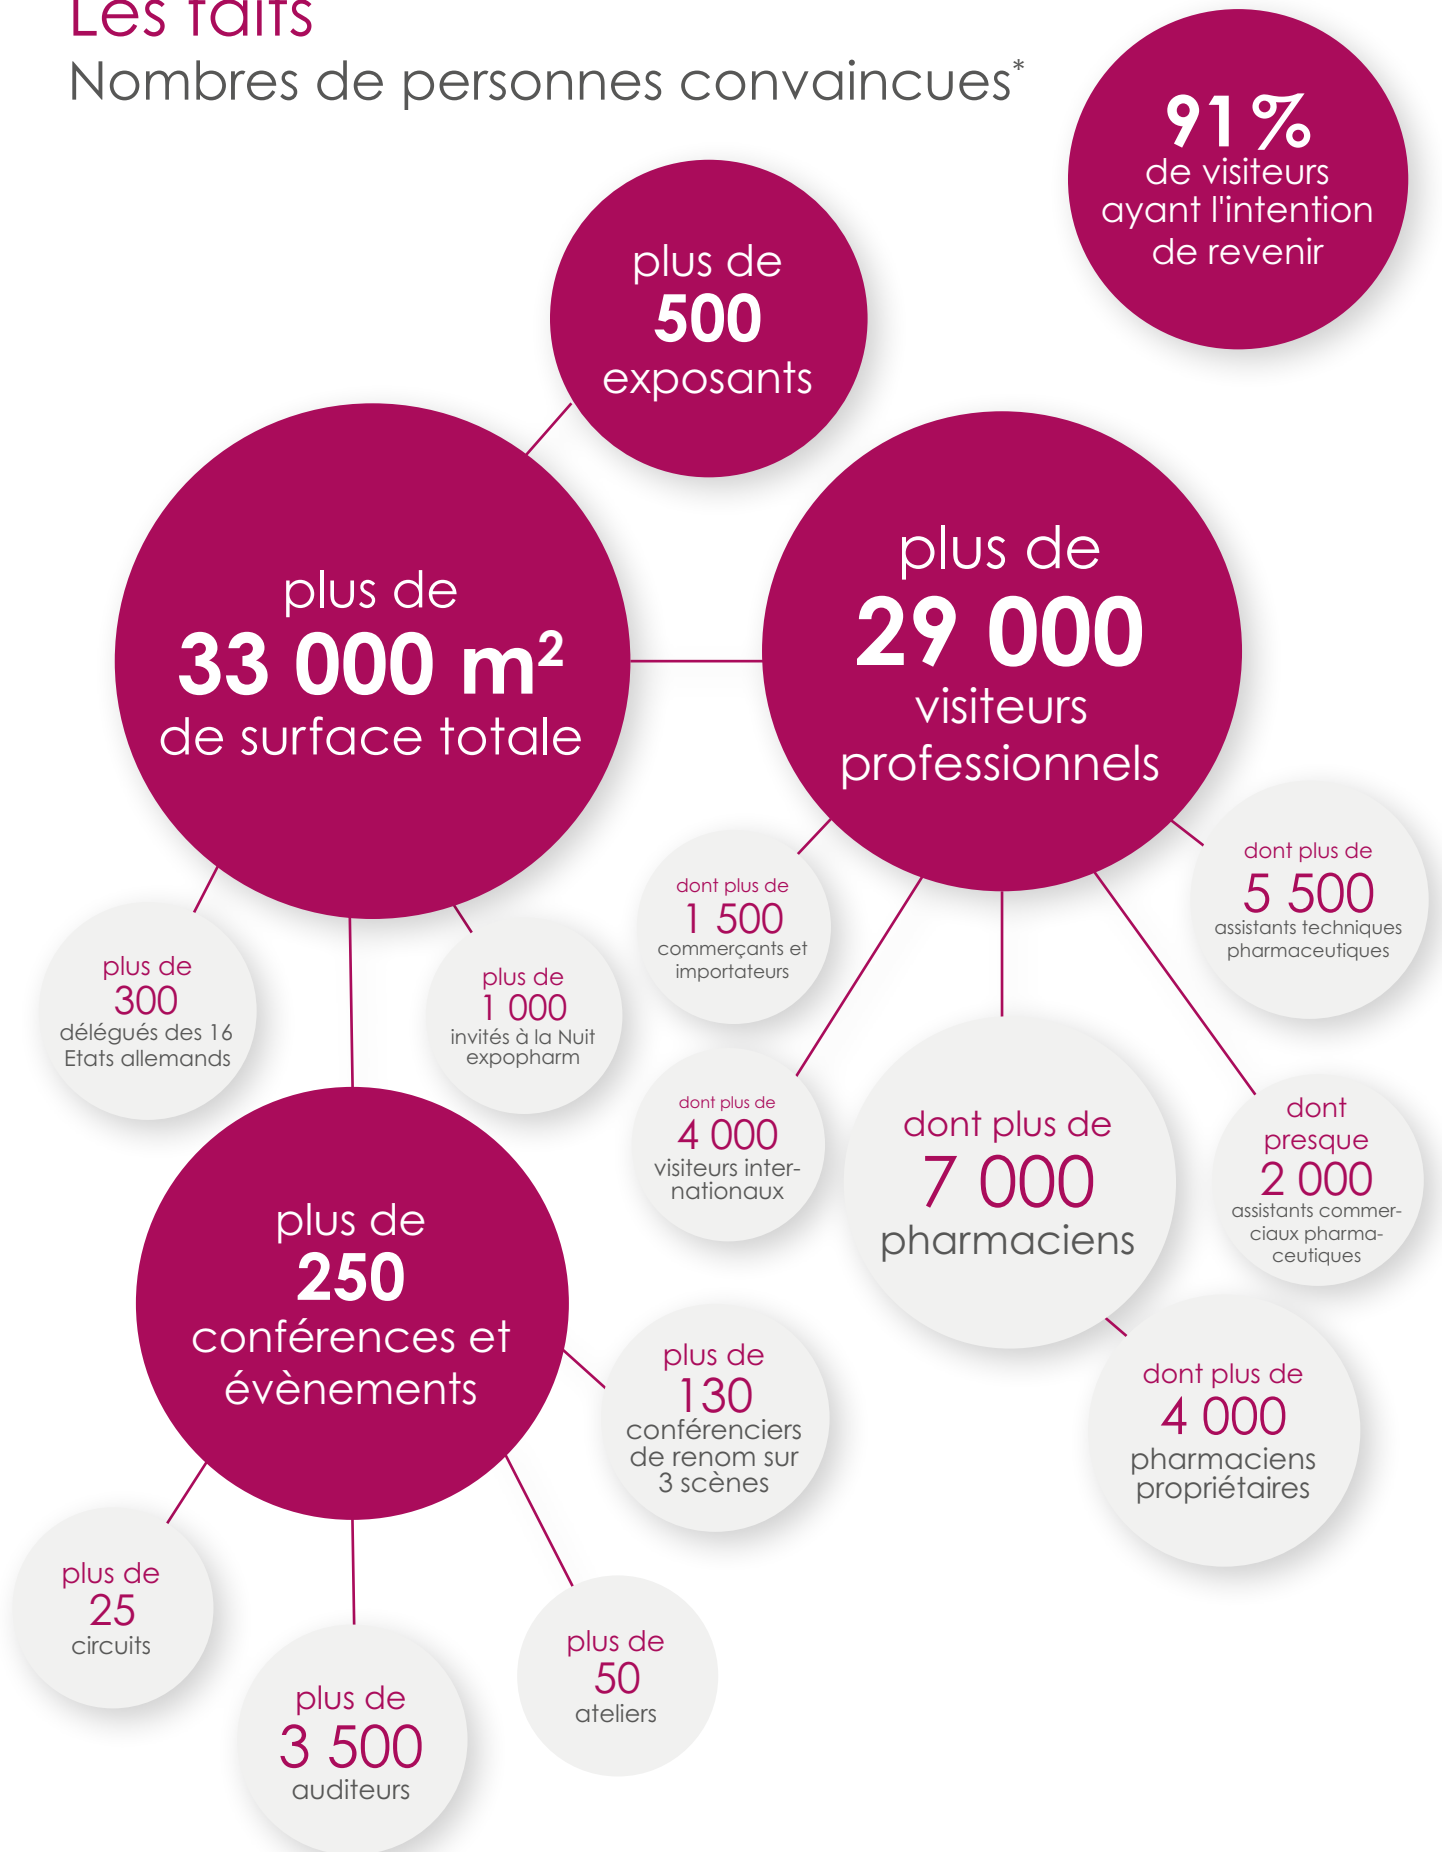 Les faits
Nombres de personnes convaincues*
91 %
de visiteurs
ayant l'intention
de revenir
plus de
500
exposants
plus de
33 000 m²
de surface totale
plus de
29 000
visiteurs
professionnels
dont plus de
1 500
commerçants et
importateurs
dont plus de
5 500
assistants techniques
pharmaceutiques
plus de
300
délégués des 16
Etats allemands
plus de
1 000
invités à la Nuit
expopharm
dont plus de
4 000
visiteurs inter-
nationaux
dont plus de
7 000
pharmaciens
dont
presque
2 000
assistants commer-
ciaux pharma-
ceutiques
plus de
250
conférences et
évènements
plus de
130
conférenciers
de renom sur
3 scènes
dont plus de
4 000
pharmaciens
propriétaires
plus de
25
circuits
plus de
3 500
auditeurs
plus de
50
ateliers